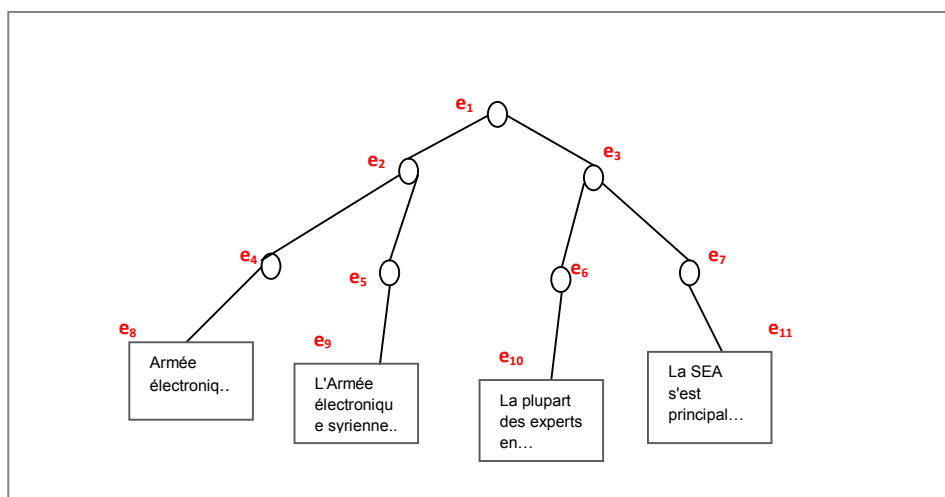 e1
e2
e3
e4
e5
e6
e7
e8
e9
e10
e11
Armée
électroniq..
L'Armée
électroniqu
e syrienne..
La plupart
des experts
en…
La SEA
s'est
principal…